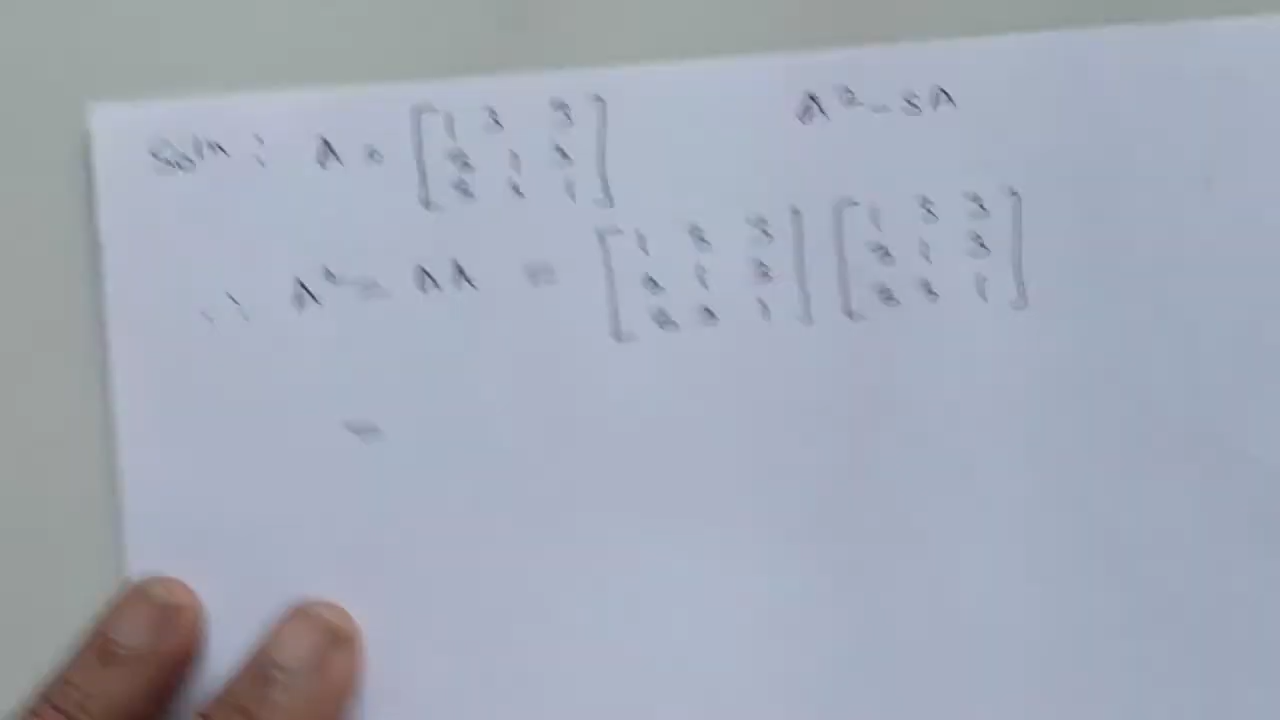 Soln : A = [1 3 3
3 1 3
3 3 1]
A² - 5A
∴ A² = AA = [1 3 3
3 1 3
3 3 1] [1 3 3
3 1 3
3 3 1]
=